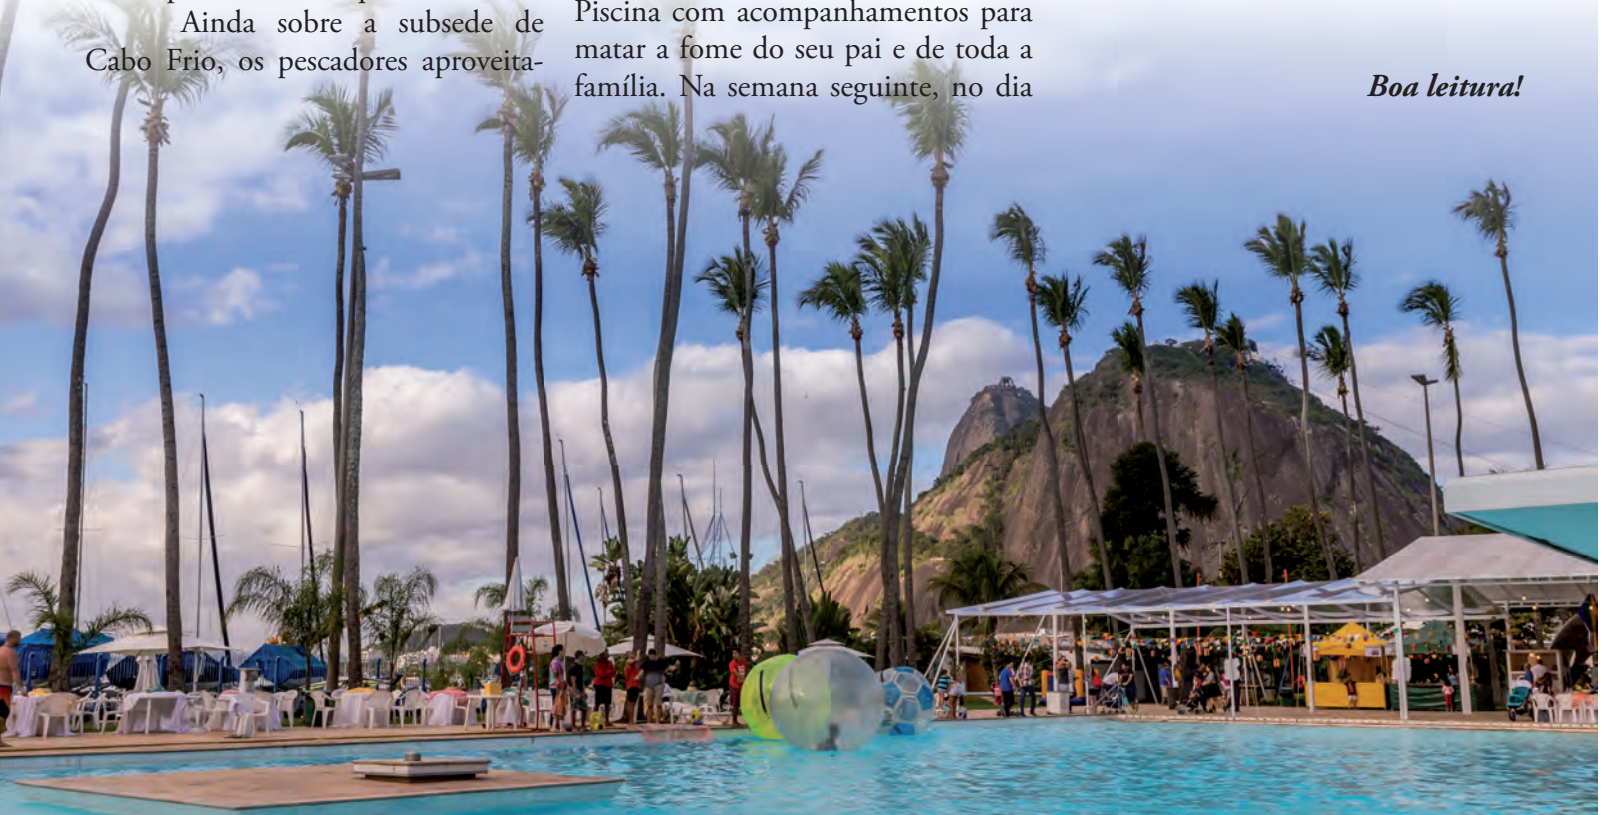 Ainda sobre a subsede de
Cabo Frio, os pescadores aproveita-
Piscina com acompanhamentos para
matar a fome do seu pai e de toda a
família. Na semana seguinte, no dia
Boa leitura!